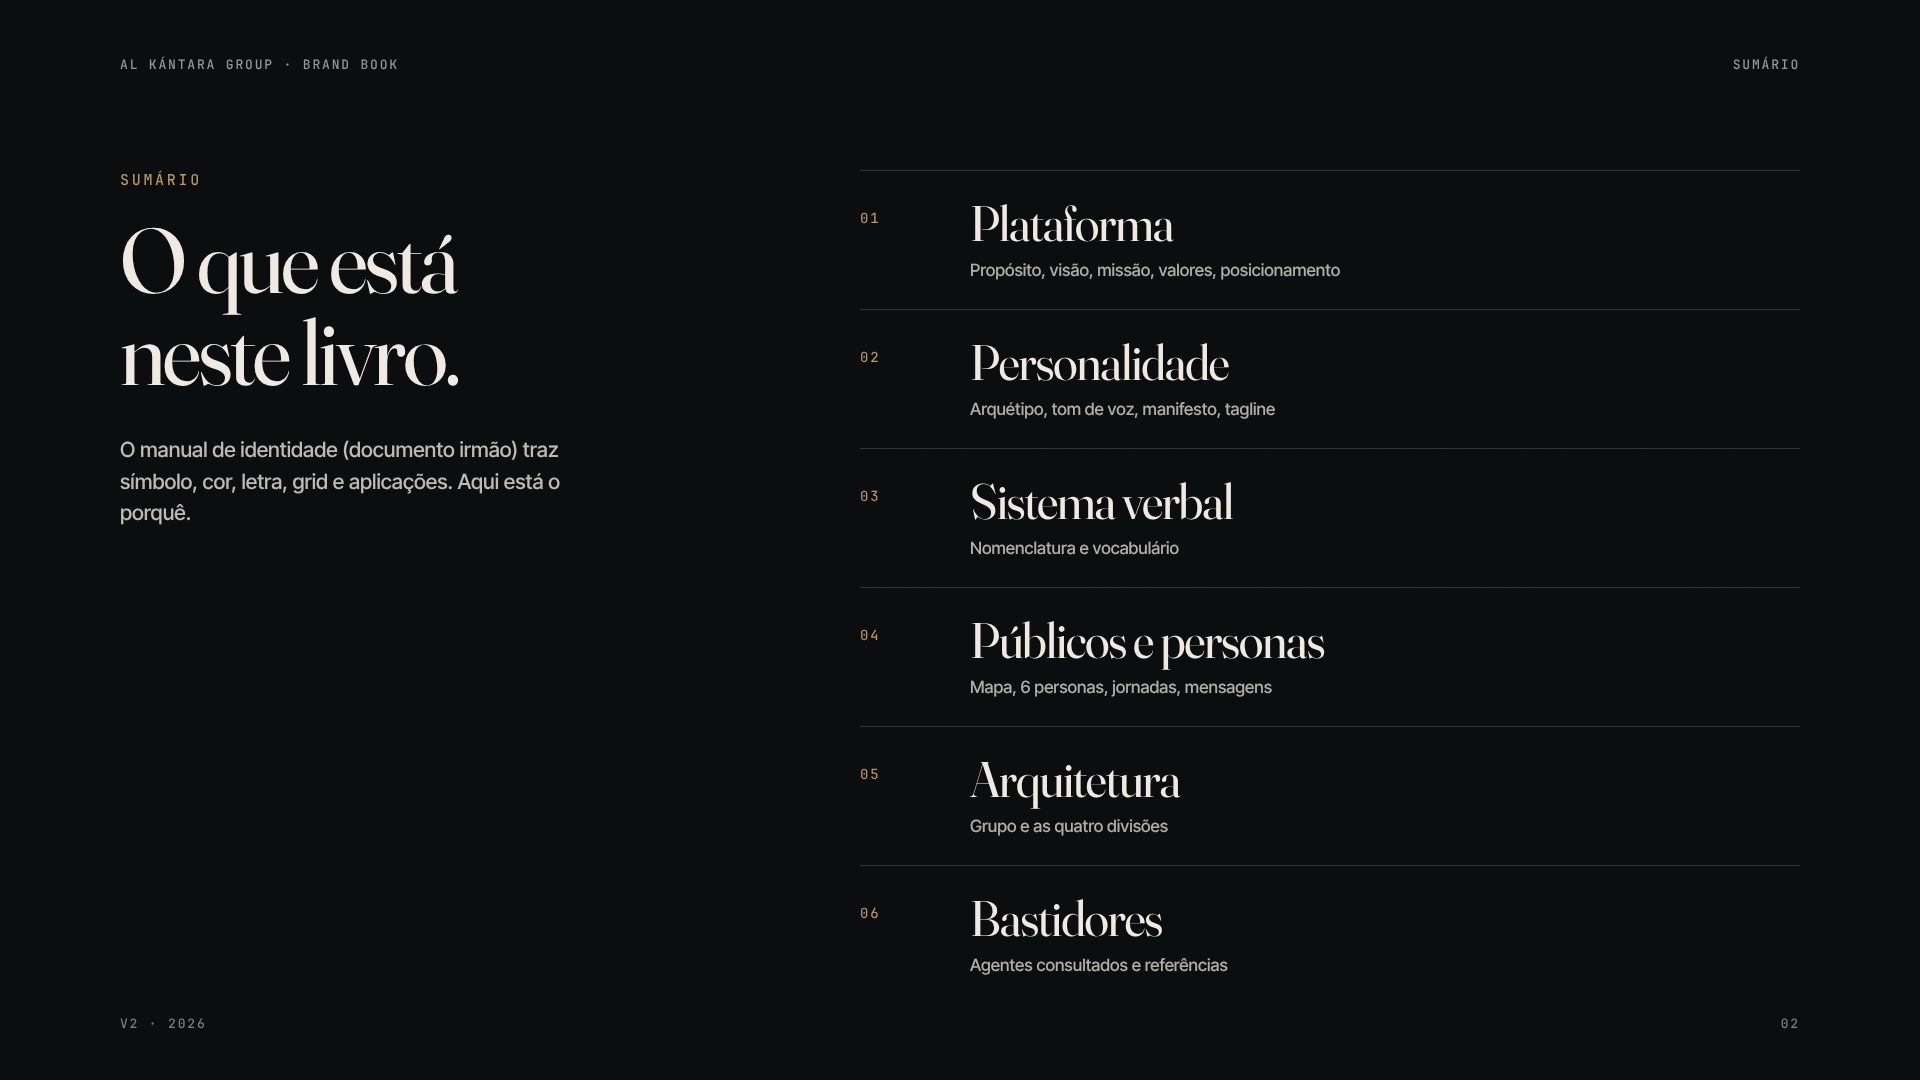 AL KÁNTARA GROUP · BRAND BOOK
SUMÁRIO
SUMÁRIO
O que está
neste livro.
O manual de identidade (documento irmão) traz
símbolo, cor, letra, grid e aplicações. Aqui está o
porquê.
01
Plataforma
Propósito, visão, missão, valores, posicionamento
02
Personalidade
Arquétipo, tom de voz, manifesto, tagline
03
Sistema verbal
Nomenclatura e vocabulário
04
Públicos e personas
Mapa, 6 personas, jornadas, mensagens
05
Arquitetura
Grupo e as quatro divisões
06
Bastidores
Agentes consultados e referências
V2 · 2026
02